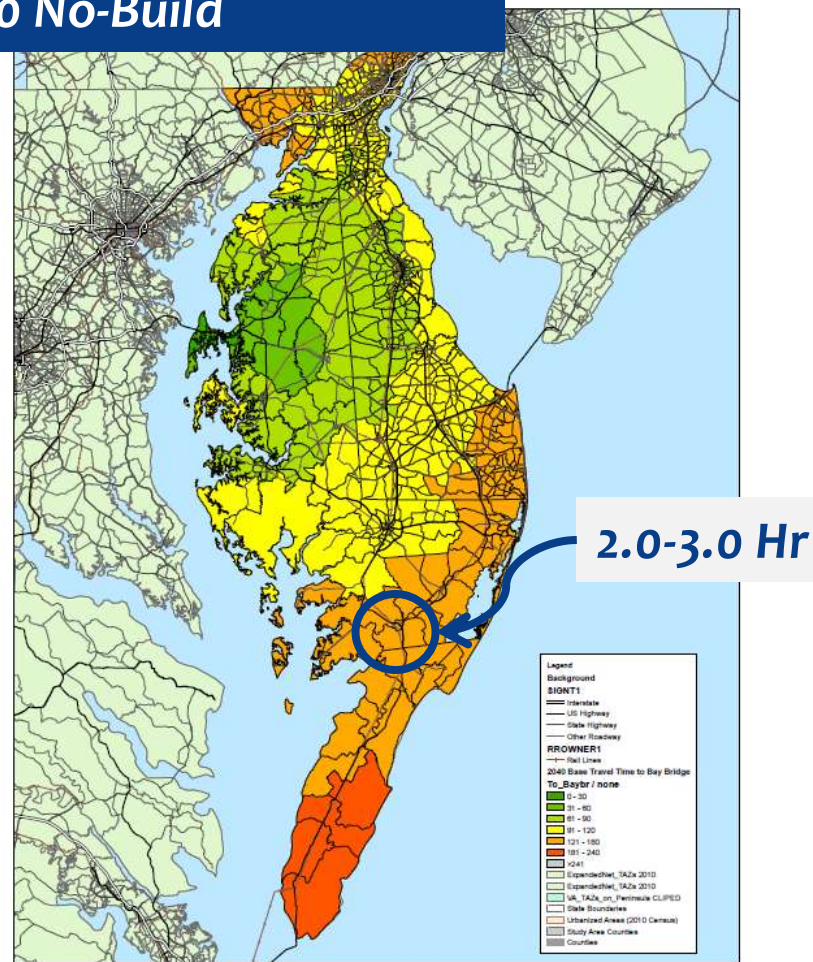 0 No-Build
2.0-3.0 Hr
Legend
Background
SIGNT1
Interstate
US Highway
State Highway
Other Roadway
RROWNER1
Rail Lines
2040 Base Travel Time to Bay Bridge
To_Baybr / none
0 - 30
31 - 60
61 - 90
91 - 120
121 - 180
181 - 240
>241
ExpandedNet_TAZs 2010
ExpandedNet_TAZs 2010
VA_TAZs_on_Peninsula CLIPED
State Boundaries
Urbanized Areas (2010 Census)
Study Area Counties
Counties